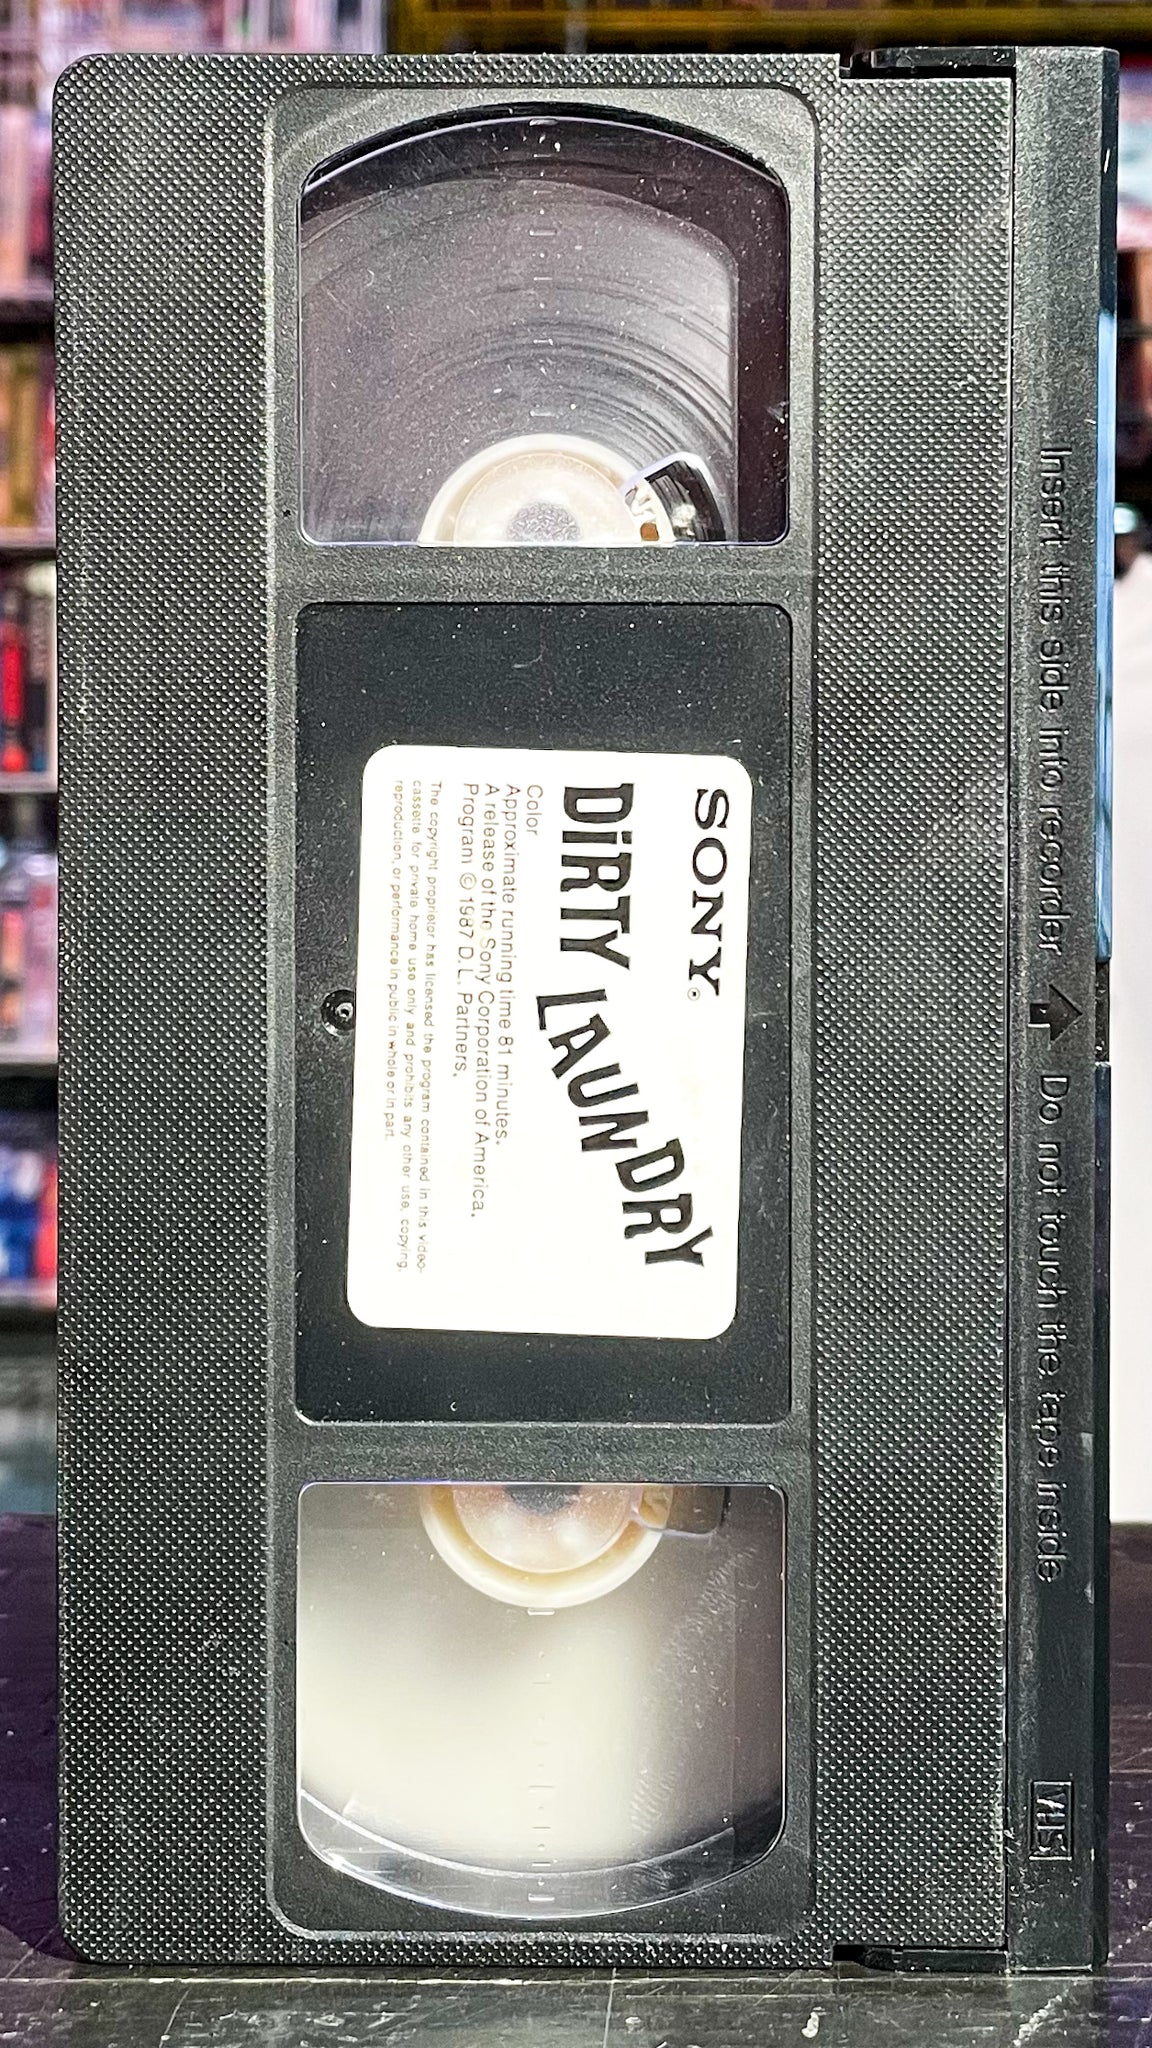 Insert this side into recorder Do not touch the tape inside
VHS
SONY®
DiRTY LAUNDRY
Color
Approximate running time 81 minutes.
A release of the Sony Corporation of America.
Program © 1987 D. L. Partners.
The copyright proprietor has licensed the program contained in this video-
cassette for private home use only and prohibits any other use, copying,
reproduction, or performance in public in whole or in part.